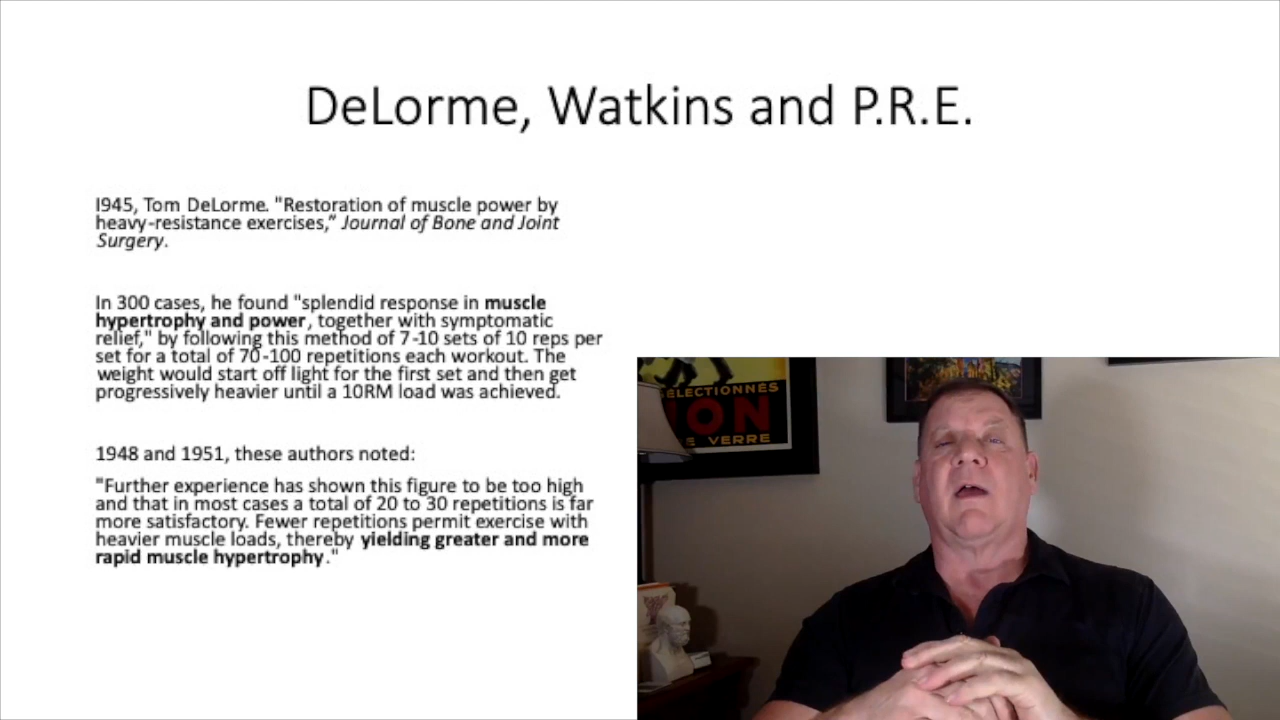 DeLorme, Watkins and P.R.E.
I945, Tom DeLorme. "Restoration of muscle power by
heavy-resistance exercises,” Journal of Bone and Joint
Surgery.
In 300 cases, he found "splendid response in muscle
hypertrophy and power, together with symptomatic
relief," by following this method of 7-10 sets of 10 reps per
set for a total of 70-100 repetitions each workout. The
weight would start off light for the first set and then get
progressively heavier until a 10RM load was achieved.
1948 and 1951, these authors noted:
"Further experience has shown this figure to be too high
and that in most cases a total of 20 to 30 repetitions is far
more satisfactory. Fewer repetitions permit exercise with
heavier muscle loads, thereby yielding greater and more
rapid muscle hypertrophy."
SÉLECTIONNÉS
ION
VERRE